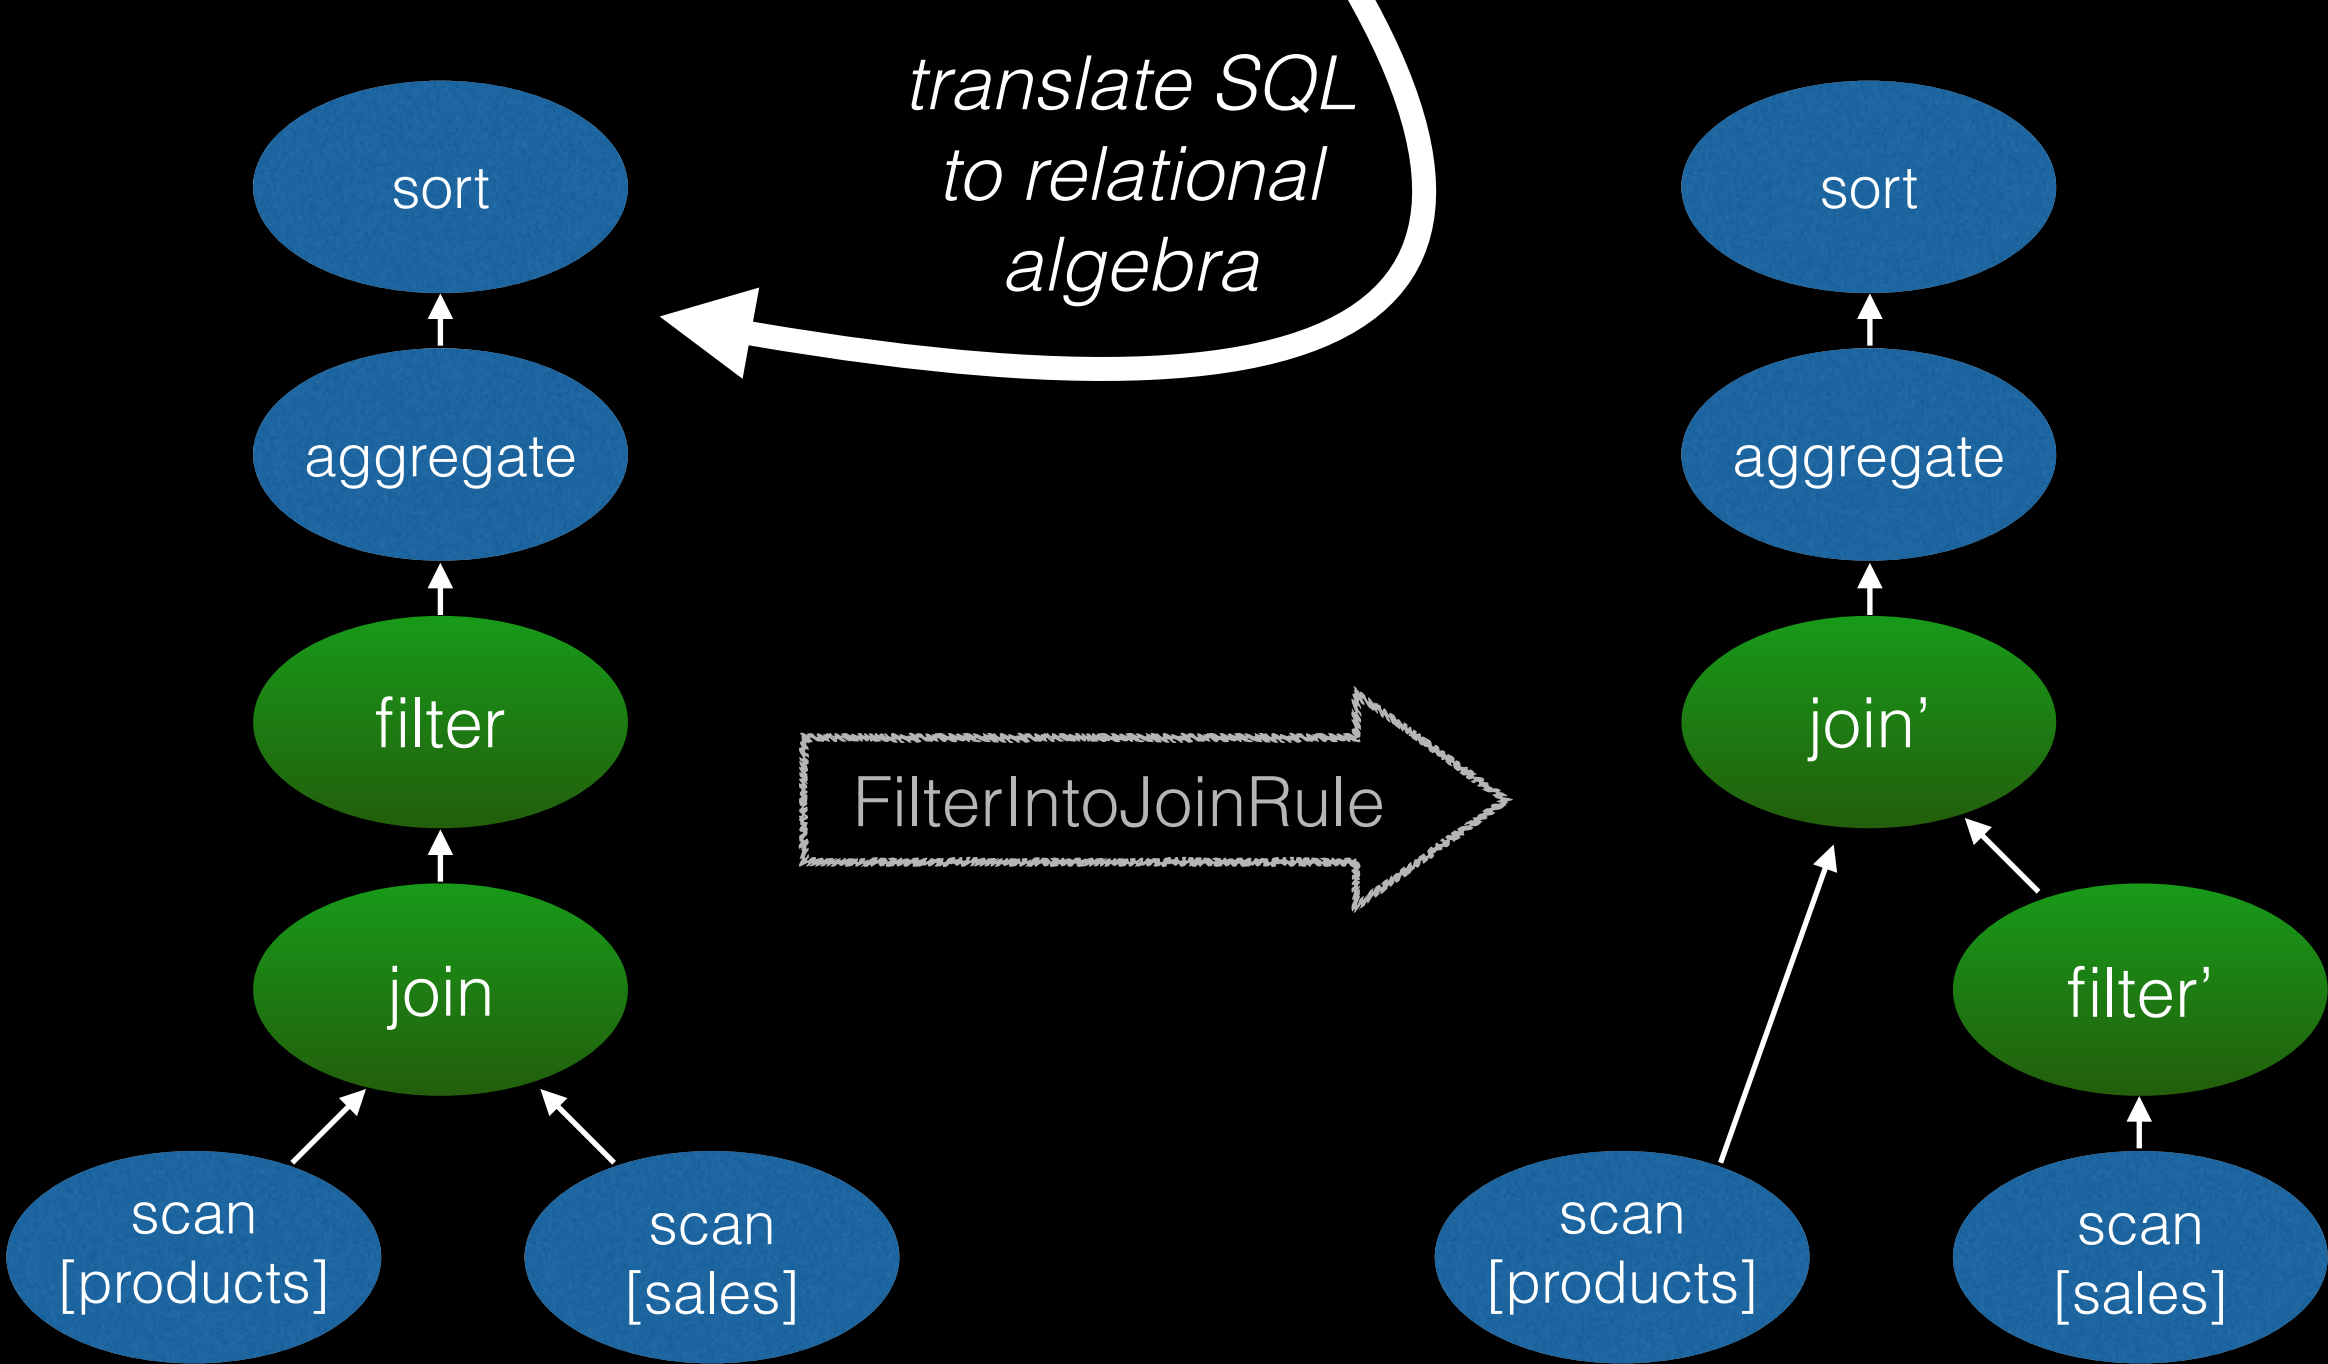 translate SQL
to relational
algebra
sort
aggregate
filter
join
scan
[products]
scan
[sales]
FilterIntoJoinRule
sort
aggregate
join’
filter’
scan
[products]
scan
[sales]